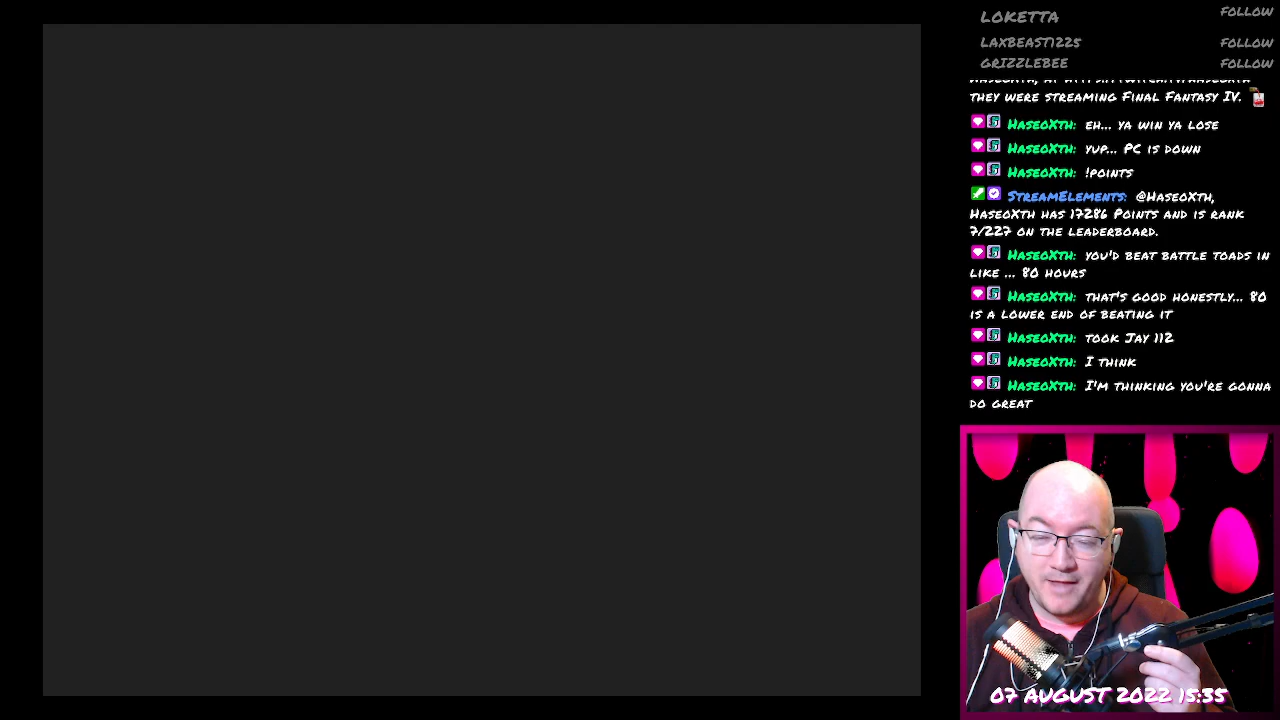 LOKETTA FOLLOW
LAXBEAST1225 FOLLOW
GRIZZLEBEE FOLLOW
THEY WERE STREAMING FINAL FANTASY IV.
HASEOXTH: EH... YA WIN YA LOSE
HASEOXTH: YUP... PC IS DOWN
HASEOXTH: !POINTS
STREAMELEMENTS: @HASEOXTH,
HASEOXTH HAS 17286 POINTS AND IS RANK
7/227 ON THE LEADERBOARD.
HASEOXTH: YOU'D BEAT BATTLE TOADS IN
LIKE ... 80 HOURS
HASEOXTH: THAT'S GOOD HONESTLY... 80
IS A LOWER END OF BEATING IT
HASEOXTH: TOOK JAY 112
HASEOXTH: I THINK
HASEOXTH: I'M THINKING YOU'RE GONNA
DO GREAT
07 AUGUST 2022 15:35